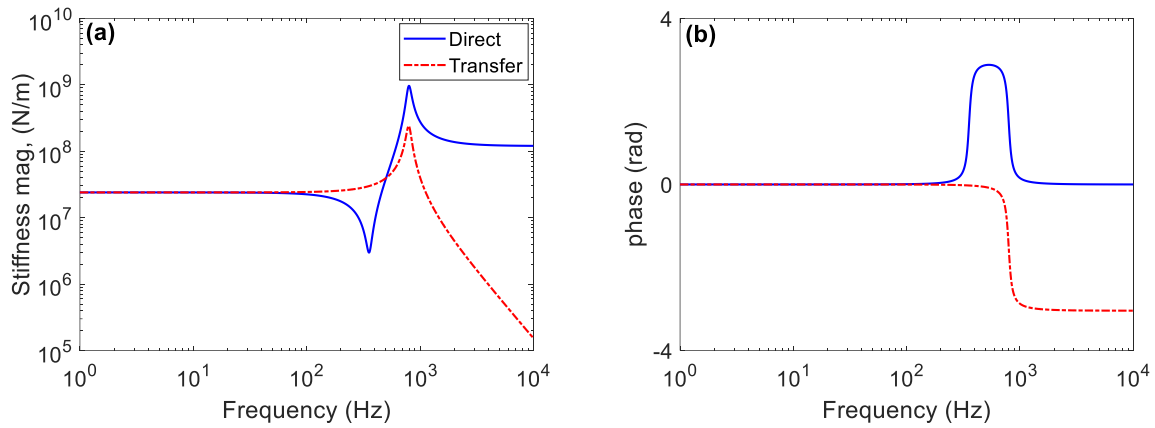 (a)
Direct
Transfer
10^10
10^9
10^8
10^7
10^6
10^5
Stiffness mag, (N/m)
10^0 10^1 10^2 10^3 10^4
Frequency (Hz)
(b)
4
0
-4
phase (rad)
10^0 10^1 10^2 10^3 10^4
Frequency (Hz)